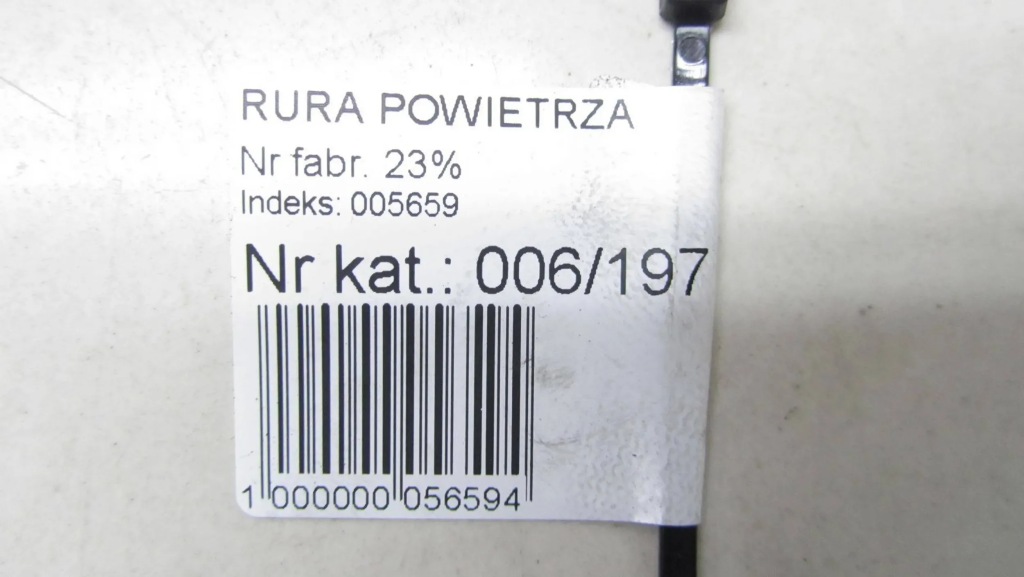 RURA POWIETRZA
Nr fabr. 23%
Indeks: 005659
Nr kat.: 006/197
1 000000 056594